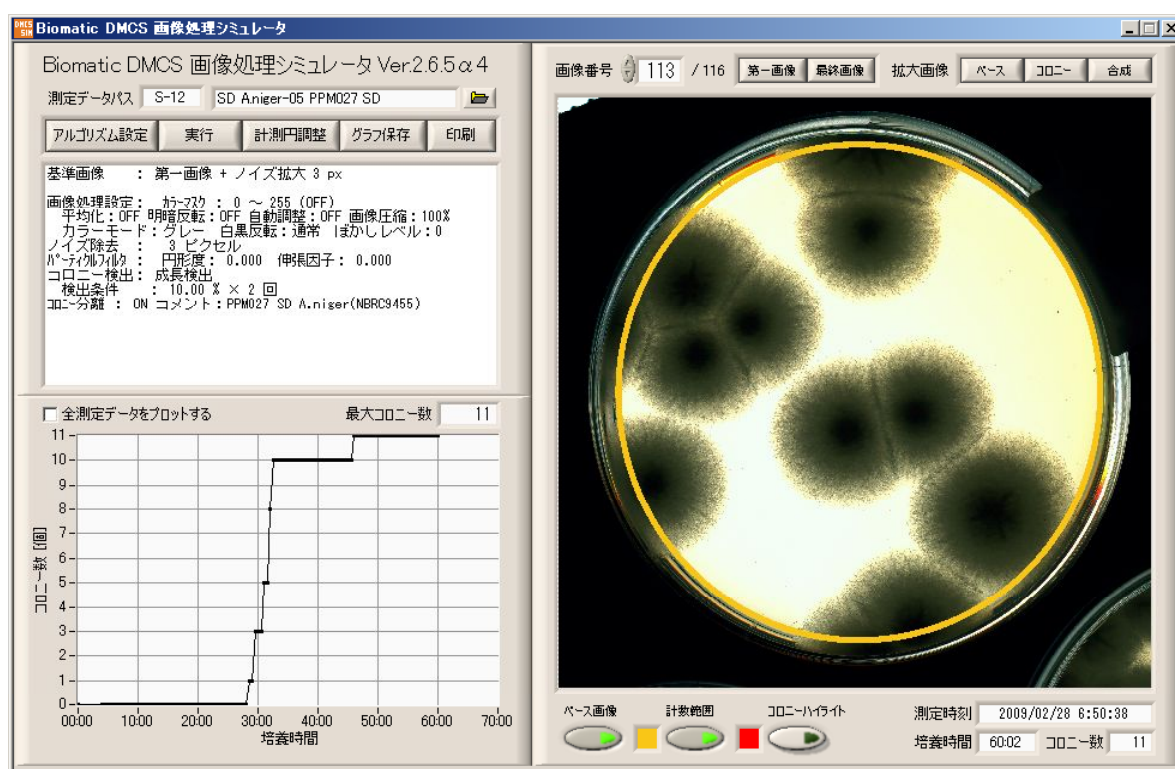 DMCS SIM Biomatic DMCS 画像処理シミュレータ
Biomatic DMCS 画像処理シミュレータ Ver.2.6.5α4
測定データパス S-12 SD A.niger-05 PPM027 SD
アルゴリズム設定 実行 計測円調整 グラフ保存 印刷
基準画像 : 第一画像 + ノイズ拡大 3 px
画像処理設定: カラーマスク : 0 ～ 255 (OFF)
平均化:OFF 明暗反転:OFF 自動調整:OFF 画像圧縮:100%
カラーモード:グレー 白黒反転:通常 ぼかしレベル:0
ノイズ除去 : 3 ピクセル
パーティクルフィルタ : 円形度: 0.000 伸張因子: 0.000
コロニー検出: 成長検出
検出条件 : 10.00 % × 2 回
コロニー分離 : ON コメント:PPM027 SD A.niger(NBRC9455)
全測定データをプロットする 最大コロニー数 11
11
10
9
8
7
6
5
4
3
2
1
0
コロニー数 [個]
00:00 10:00 20:00 30:00 40:00 50:00 60:00 70:00
培養時間
画像番号 113 / 116 第一画像 最終画像 拡大画像 ベース コロニー 合成
ベース画像 計数範囲 コロニーハイライト
測定時刻 2009/02/28 6:50:38
培養時間 60:02 コロニー数 11